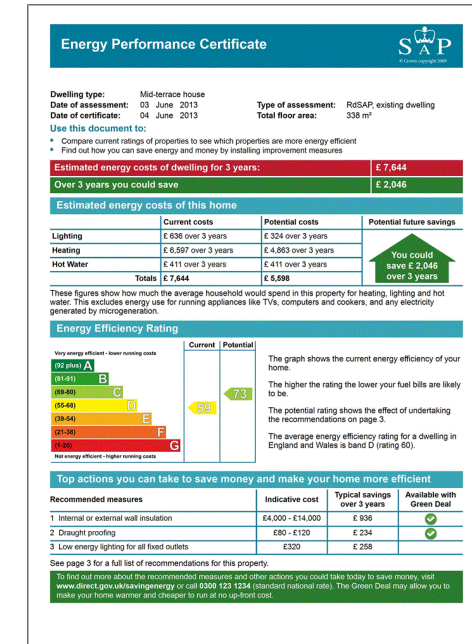 Energy Performance Certificate
SAP
© Crown copyright 2009
Dwelling type: Mid-terrace house
Date of assessment: 03 June 2013 Type of assessment: RdSAP, existing dwelling
Date of certificate: 04 June 2013 Total floor area: 338 m²
Use this document to:
• Compare current ratings of properties to see which properties are more energy efficient
• Find out how you can save energy and money by installing improvement measures
Estimated energy costs of dwelling for 3 years: £ 7,644
Over 3 years you could save £ 2,046
Estimated energy costs of this home
Current costs Potential costs Potential future savings
Lighting £ 636 over 3 years £ 324 over 3 years
Heating £ 6,597 over 3 years £ 4,863 over 3 years
Hot Water £ 411 over 3 years £ 411 over 3 years
Totals £ 7,644 £ 5,598
You could
save £ 2,046
over 3 years
These figures show how much the average household would spend in this property for heating, lighting and hot
water. This excludes energy use for running appliances like TVs, computers and cookers, and any electricity
generated by microgeneration.
Energy Efficiency Rating
Current Potential
Very energy efficient - lower running costs
(92 plus) A
(81-91) B
(69-80) C
(55-68) D
(39-54) E
(21-38) F
(1-20) G
Not energy efficient - higher running costs
59
73
The graph shows the current energy efficiency of your
home.
The higher the rating the lower your fuel bills are likely
to be.
The potential rating shows the effect of undertaking
the recommendations on page 3.
The average energy efficiency rating for a dwelling in
England and Wales is band D (rating 60).
Top actions you can take to save money and make your home more efficient
Recommended measures Indicative cost Typical savings over 3 years Available with Green Deal
1 Internal or external wall insulation £4,000 - £14,000 £ 936
2 Draught proofing £80 - £120 £ 234
3 Low energy lighting for all fixed outlets £320 £ 258
See page 3 for a full list of recommendations for this property.
To find out more about the recommended measures and other actions you could take today to save money, visit
www.direct.gov.uk/savingenergy or call 0300 123 1234 (standard national rate). The Green Deal may allow you to
make your home warmer and cheaper to run at no up-front cost.